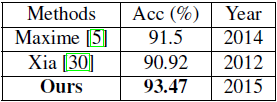 Methods Acc (%) Year
Maxime [5] 91.5 2014
Xia [30] 90.92 2012
Ours 93.47 2015